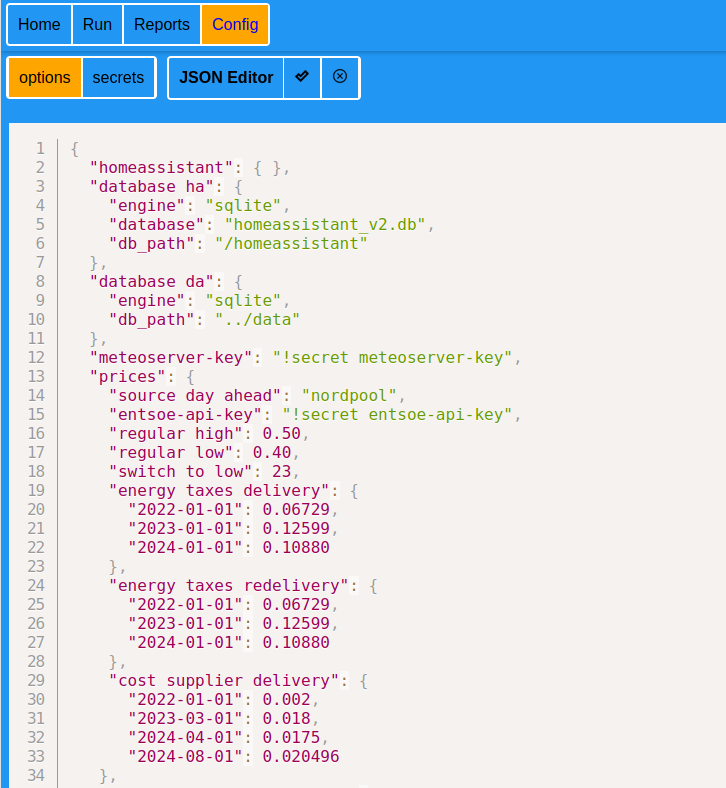 Home Run Reports Config
options secrets JSON Editor
1 {
2   "homeassistant": { },
3   "database ha": {
4     "engine": "sqlite",
5     "database": "homeassistant_v2.db",
6     "db_path": "/homeassistant"
7   },
8   "database da": {
9     "engine": "sqlite",
10     "db_path": "../data"
11   },
12   "meteoserver-key": "!secret meteoserver-key",
13   "prices": {
14     "source day ahead": "nordpool",
15     "entsoe-api-key": "!secret entsoe-api-key",
16     "regular high": 0.50,
17     "regular low": 0.40,
18     "switch to low": 23,
19     "energy taxes delivery": {
20       "2022-01-01": 0.06729,
21       "2023-01-01": 0.12599,
22       "2024-01-01": 0.10880
23     },
24     "energy taxes redelivery": {
25       "2022-01-01": 0.06729,
26       "2023-01-01": 0.12599,
27       "2024-01-01": 0.10880
28     },
29     "cost supplier delivery": {
30       "2022-01-01": 0.002,
31       "2023-03-01": 0.018,
32       "2024-04-01": 0.0175,
33       "2024-08-01": 0.020496
34    },